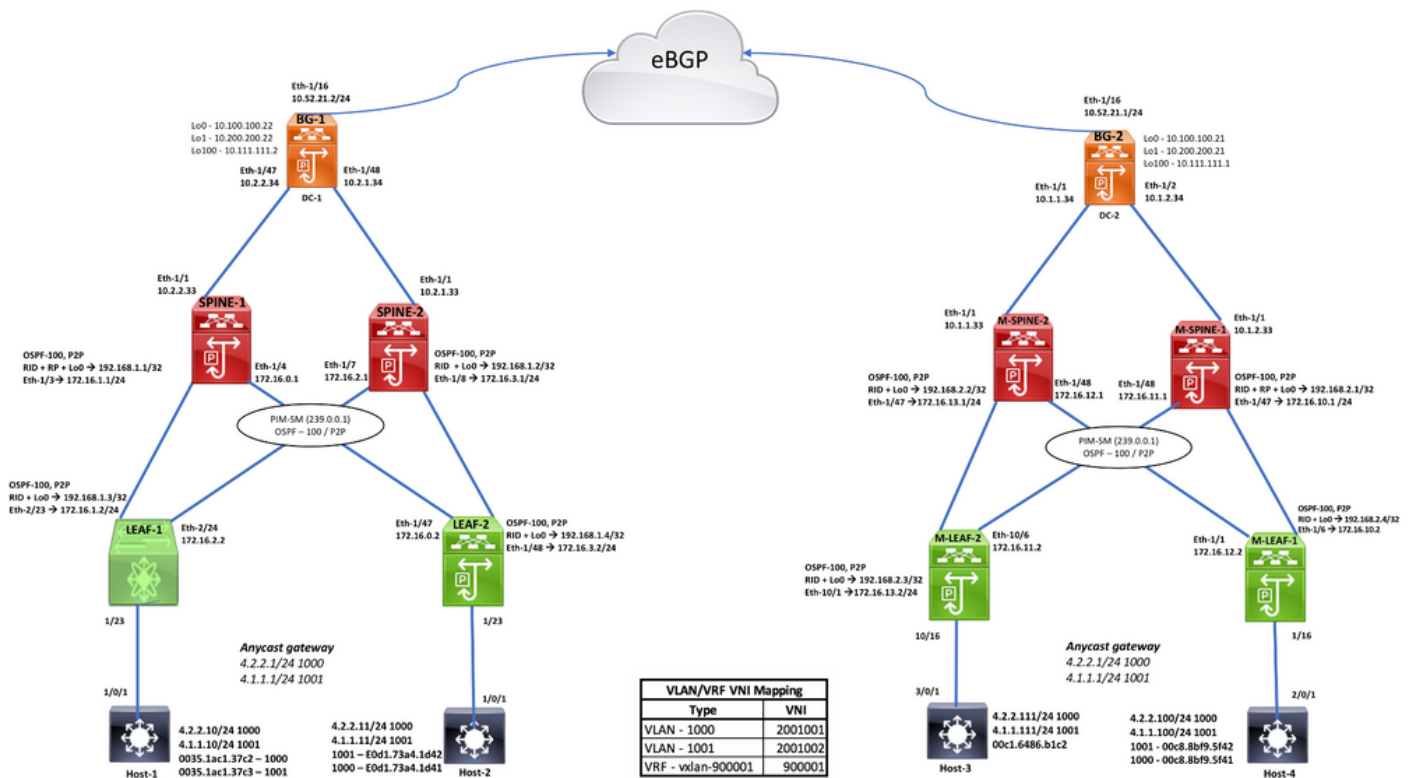 eBGP
Eth-1/16
10.52.21.2/24
BG-1
Lo0 - 10.100.100.22
Lo1 - 10.200.200.22
Lo100 - 10.111.111.2
Eth-1/47
10.2.2.34
Eth-1/48
10.2.1.34
DC-1
Eth-1/16
10.52.21.1/24
BG-2
Lo0 - 10.100.100.21
Lo1 - 10.200.200.21
Lo100 - 10.111.111.1
Eth-1/1
10.1.1.34
Eth-1/2
10.1.2.34
DC-2
Eth-1/1
10.2.2.33
SPINE-1
Eth-1/1
10.2.1.33
SPINE-2
OSPF-100, P2P
RID + RP + Lo0 → 192.168.1.1/32
Eth-1/3→ 172.16.1.1/24
Eth-1/4
172.16.0.1
Eth-1/7
172.16.2.1
OSPF-100, P2P
RID + Lo0 → 192.168.1.2/32
Eth-1/8→ 172.16.3.1/24
PIM-SM (239.0.0.1)
OSPF – 100 / P2P
Eth-1/1
10.1.1.33
M-SPINE-2
Eth-1/1
10.1.2.33
M-SPINE-1
OSPF-100, P2P
RID + Lo0 → 192.168.2.2/32
Eth-1/47→172.16.13.1/24
Eth-1/48
172.16.12.1
Eth-1/48
172.16.11.1
OSPF-100, P2P
RID + RP + Lo0→ 192.168.2.1/32
Eth-1/47→ 172.16.10.1 /24
PIM-SM (239.0.0.1)
OSPF – 100 / P2P
OSPF-100, P2P
RID + Lo0 → 192.168.1.3/32
Eth-2/23→ 172.16.1.2/24
LEAF-1
Eth-2/24
172.16.2.2
Eth-1/47
172.16.0.2
LEAF-2
OSPF-100, P2P
RID + Lo0→ 192.168.1.4/32
Eth-1/48→ 172.16.3.2/24
M-LEAF-2
Eth-10/6
172.16.11.2
OSPF-100, P2P
RID + Lo0 → 192.168.2.3/32
Eth-10/1 →172.16.13.2/24
Eth-1/1
172.16.12.2
M-LEAF-1
OSPF-100, P2P
RID + Lo0→ 192.168.2.4/32
Eth-1/6→ 172.16.10.2
1/23
1/23
10/16
1/16
Anycast gateway
4.2.2.1/24 1000
4.1.1.1/24 1001
Anycast gateway
4.2.2.1/24 1000
4.1.1.1/24 1001
1/0/1
Host-1
4.2.2.10/24 1000
4.1.1.10/24 1001
0035.1ac1.37c2 – 1000
0035.1ac1.37c3 – 1001
4.2.2.11/24 1000
4.1.1.11/24 1001
1001 – E0d1.73a4.1d42
1000 – E0d1.73a4.1d41
1/0/1
Host-2
VLAN/VRF VNI Mapping
Type VNI
VLAN - 1000 2001001
VLAN - 1001 2001002
VRF - vxlan-900001 900001
3/0/1
Host-3
4.2.2.111/24 1000
4.1.1.111/24 1001
00c1.6486.b1c2
4.2.2.100/24 1000
4.1.1.100/24 1001
1001 - 00c8.8bf9.5f42
1000 - 00c8.8bf9.5f41
2/0/1
Host-4